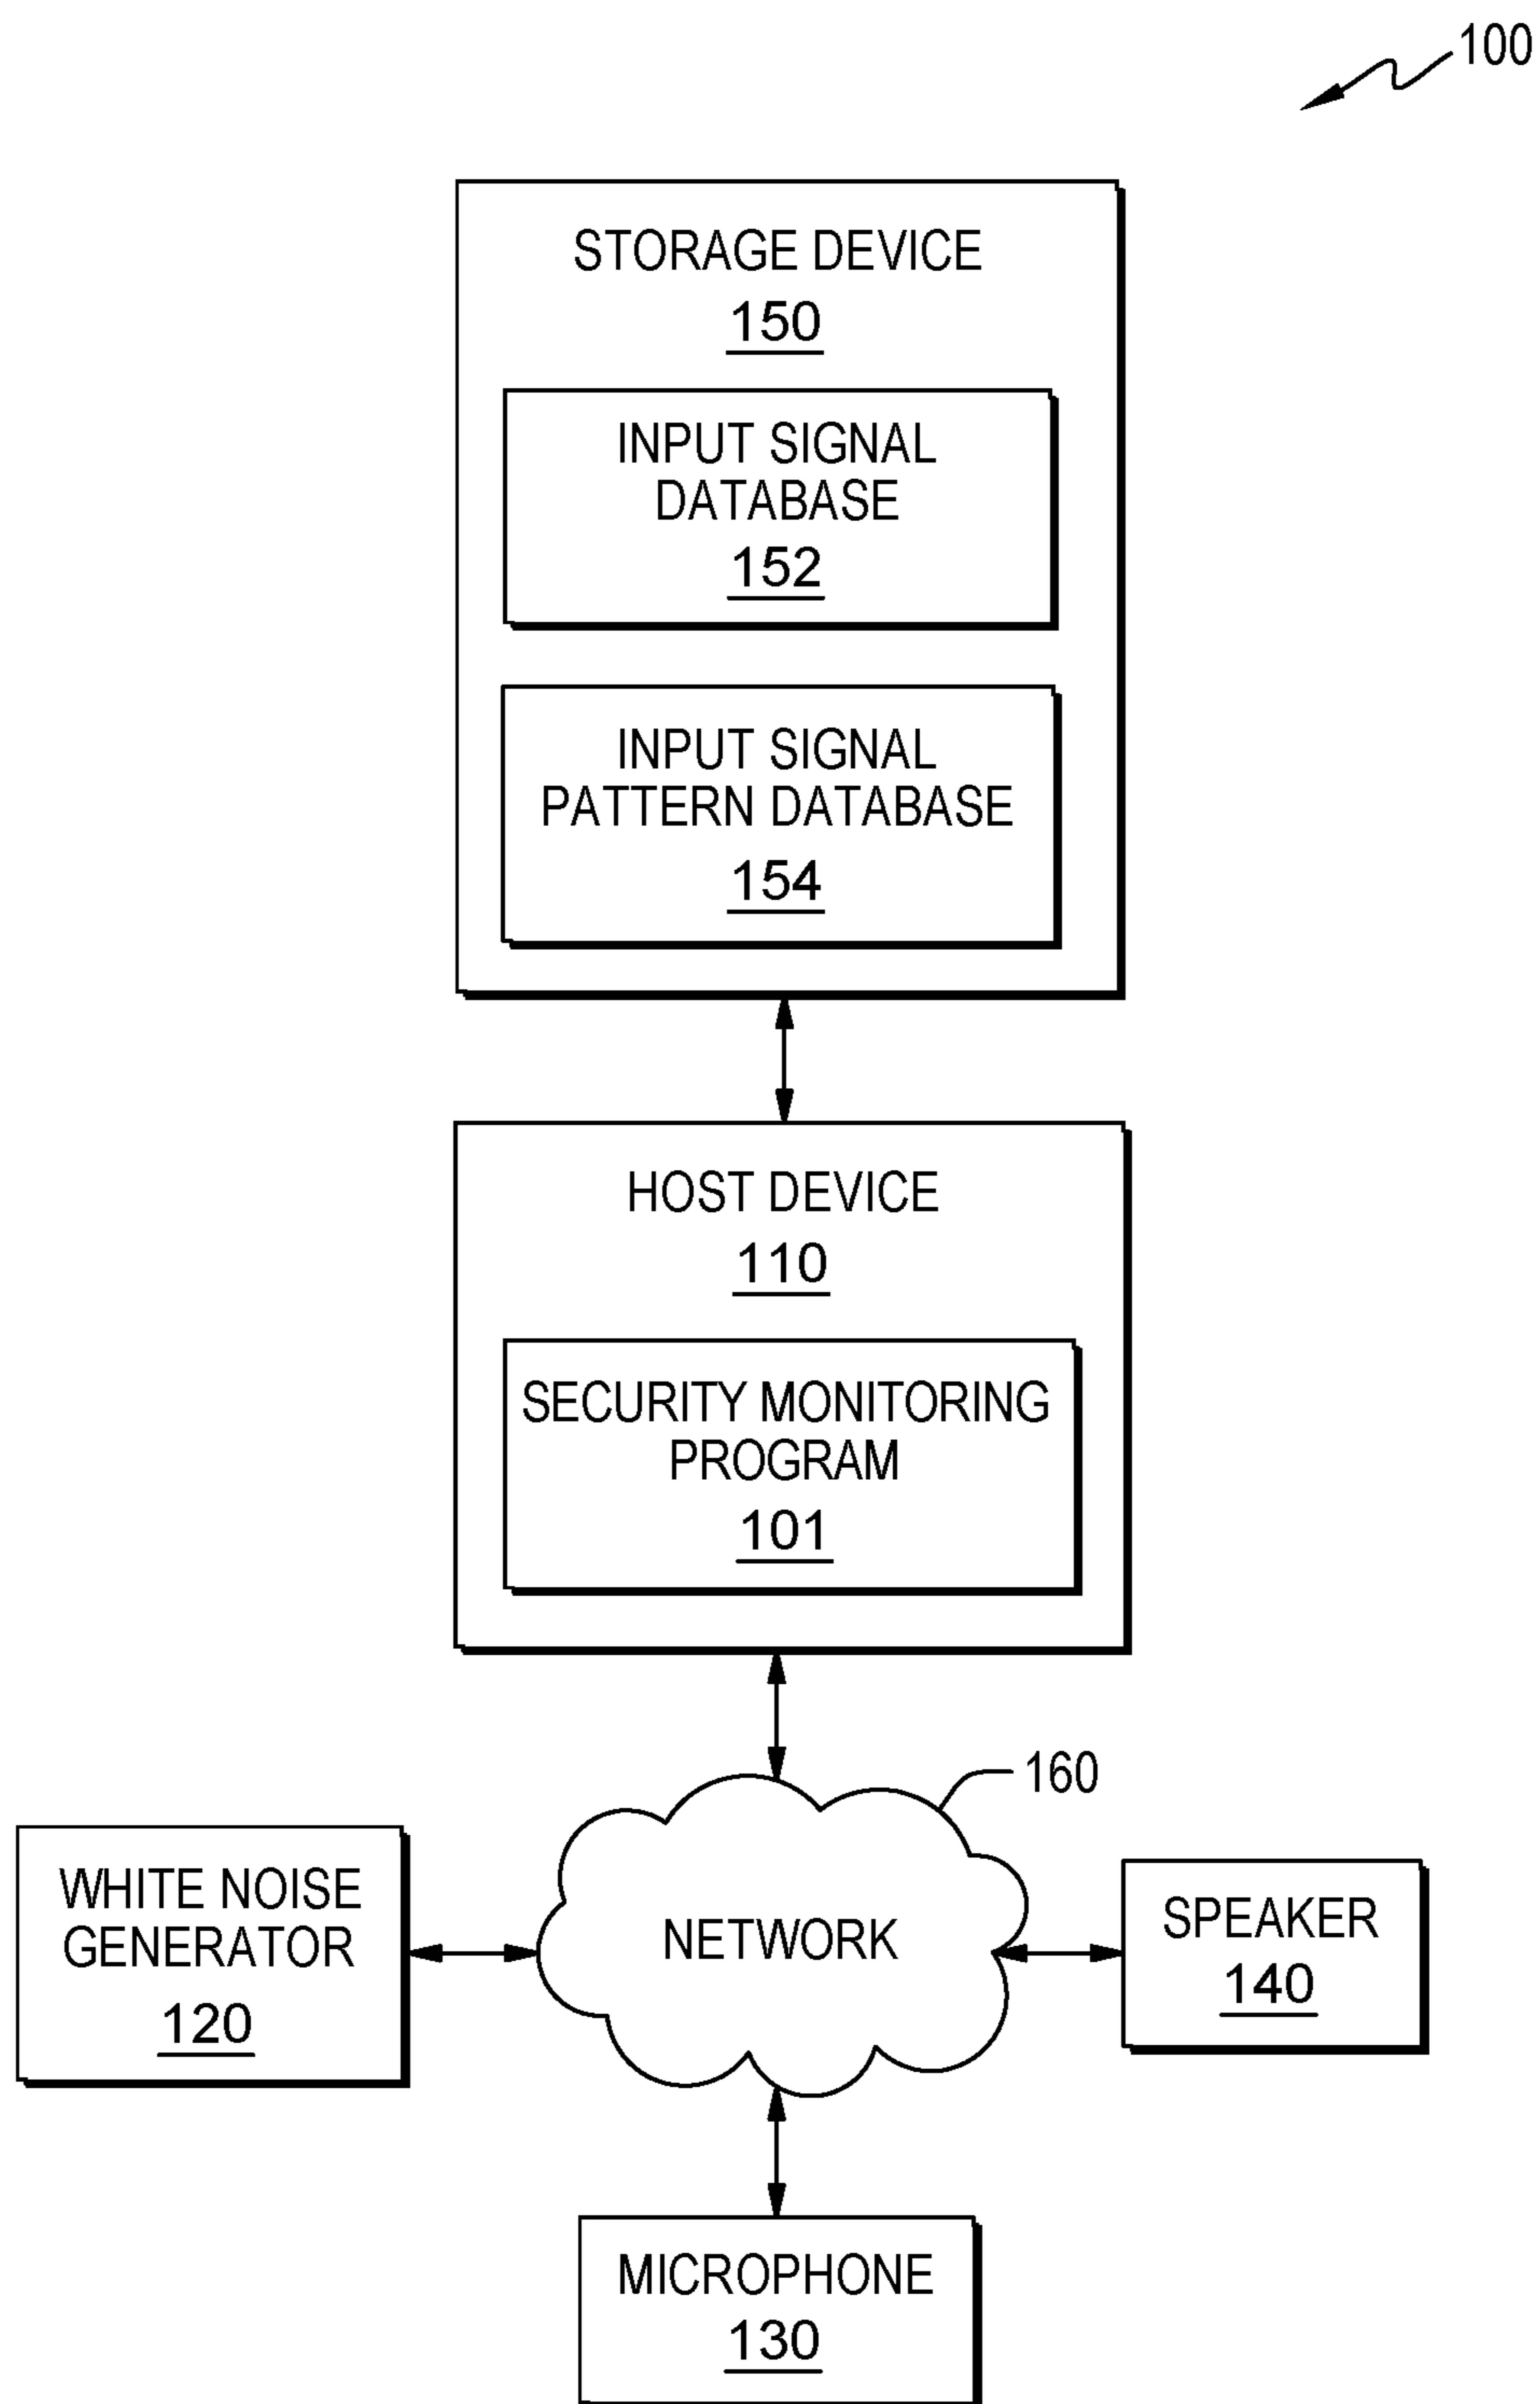 100
STORAGE DEVICE
150
INPUT SIGNAL
DATABASE
152
INPUT SIGNAL
PATTERN DATABASE
154
HOST DEVICE
110
SECURITY MONITORING
PROGRAM
101
160
WHITE NOISE
GENERATOR
120
NETWORK
SPEAKER
140
MICROPHONE
130